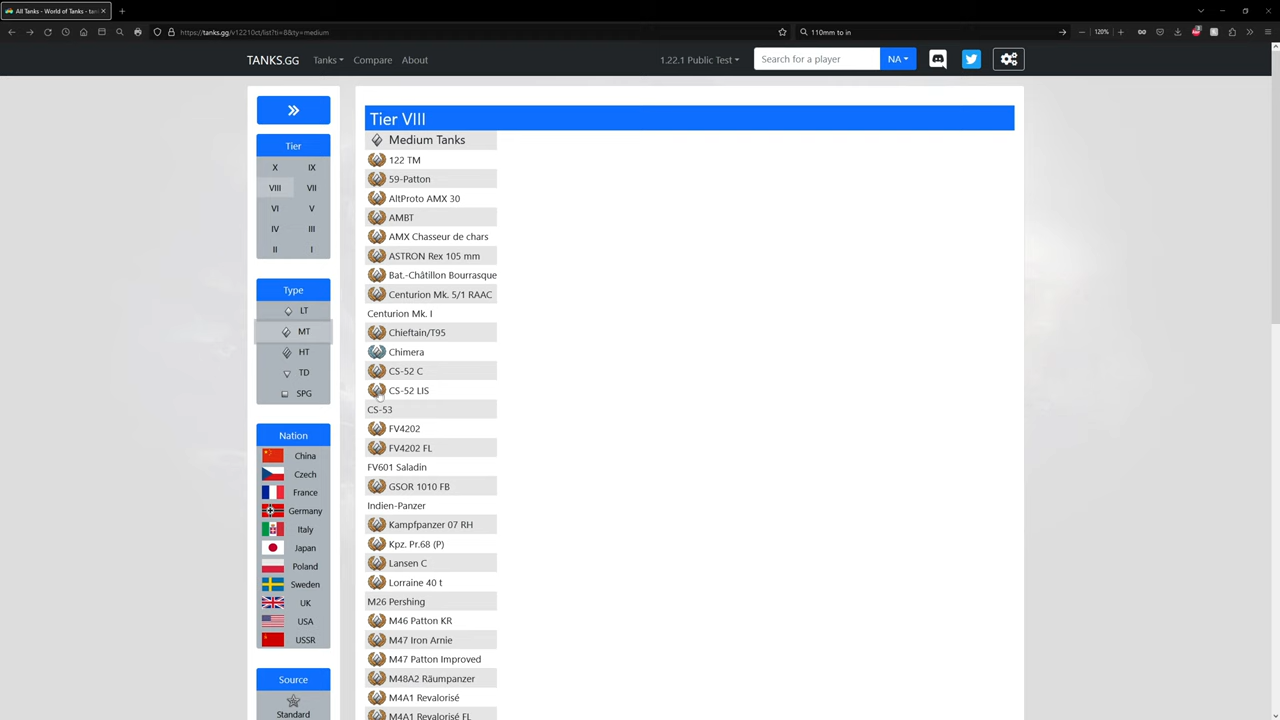 All Tanks - World of Tanks - tan
https://tanks.gg/v12210ct/list?ti=8&ty=medium
120%
110mm to in
TANKS.GG
Tanks
Compare
About
1.22.1 Public Test
Search for a player
NA
Tier
X
IX
VIII
VII
VI
V
IV
III
II
I
Type
LT
MT
HT
TD
SPG
Nation
China
Czech
France
Germany
Italy
Japan
Poland
Sweden
UK
USA
USSR
Source
Standard
Tier VIII
Medium Tanks
122 TM
59-Patton
AltProto AMX 30
AMBT
AMX Chasseur de chars
ASTRON Rex 105 mm
Bat.-Châtillon Bourrasque
Centurion Mk. 5/1 RAAC
Centurion Mk. I
Chieftain/T95
Chimera
CS-52 C
CS-52 LIS
CS-53
FV4202
FV4202 FL
FV601 Saladin
GSOR 1010 FB
Indien-Panzer
Kampfpanzer 07 RH
Kpz. Pr.68 (P)
Lansen C
Lorraine 40 t
M26 Pershing
M46 Patton KR
M47 Iron Arnie
M47 Patton Improved
M48A2 Räumpanzer
M4A1 Revalorisé
M4A1 Revalorisé FL